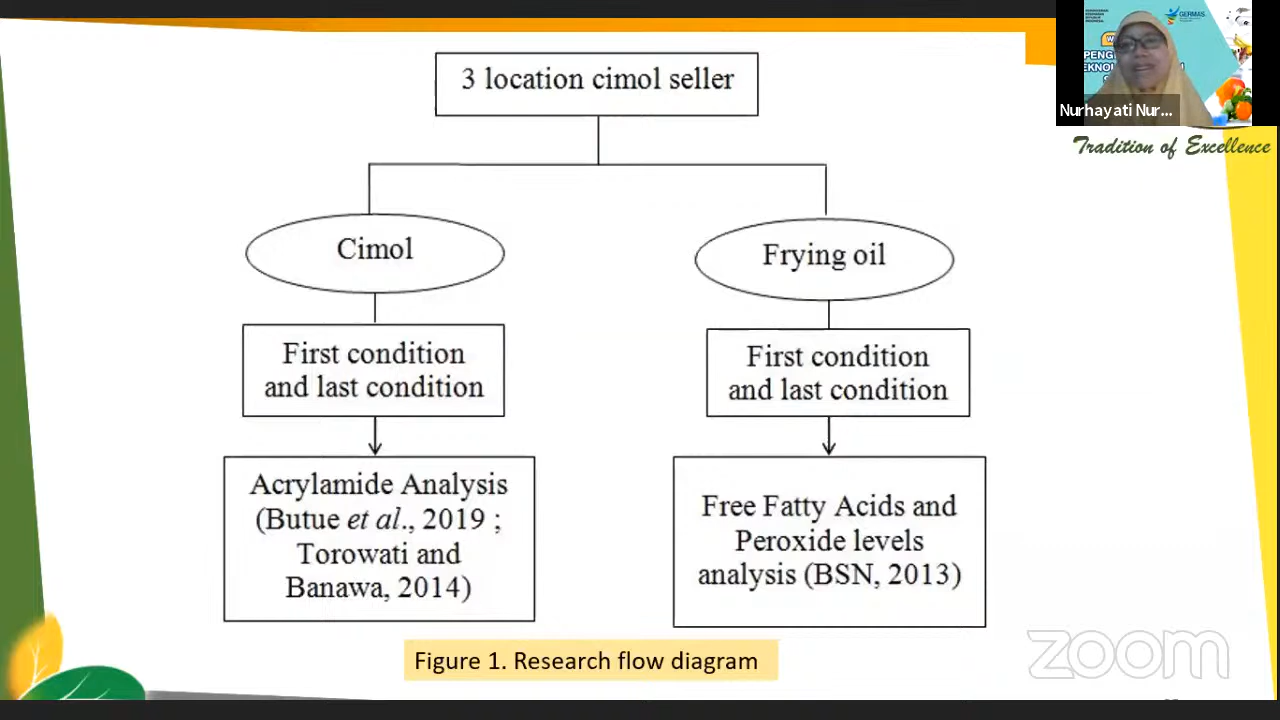 3 location cimol seller
Cimol
Frying oil
First condition
and last condition
First condition
and last condition
Acrylamide Analysis
(Butue et al., 2019 ;
Torowati and
Banawa, 2014)
Free Fatty Acids and
Peroxide levels
analysis (BSN, 2013)
Figure 1. Research flow diagram
GERMAS
Nurhayati Nur...
Tradition of Excellence
zoom